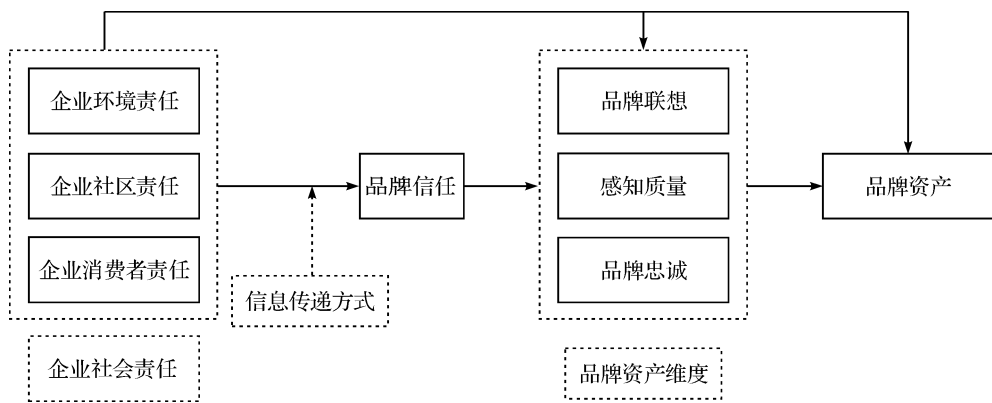 企业环境责任
企业社区责任
企业消费者责任
企业社会责任
信息传递方式
品牌信任
品牌联想
感知质量
品牌忠诚
品牌资产维度
品牌资产